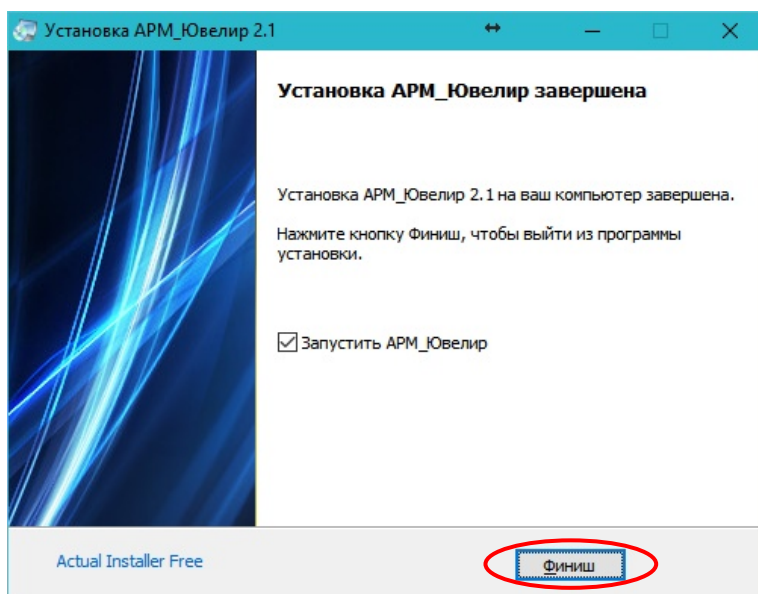 Установка АРМ_Ювелир 2.1
Установка АРМ_Ювелир завершена
Установка АРМ_Ювелир 2.1 на ваш компьютер завершена.
Нажмите кнопку Финиш, чтобы выйти из программы
установки.
Запустить АРМ_Ювелир
Actual Installer Free
Финиш